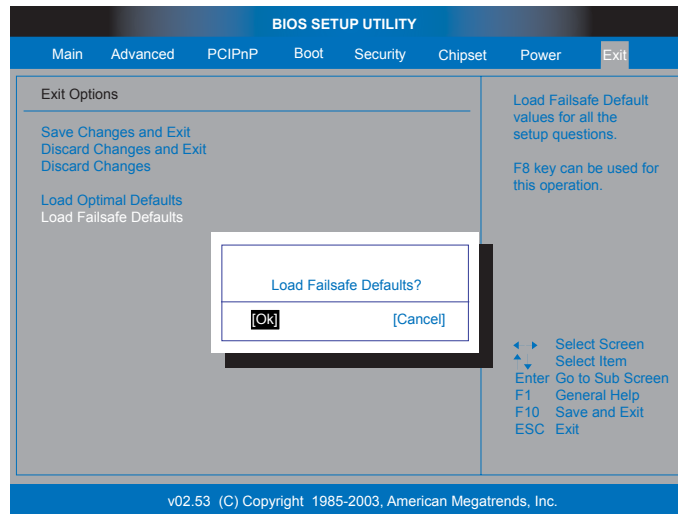 BIOS SETUP UTILITY
Main Advanced PCIPnP Boot Security Chipset Power Exit
Exit Options
Save Changes and Exit
Discard Changes and Exit
Discard Changes
Load Optimal Defaults
Load Failsafe Defaults
Load Failsafe Defaults?
[Ok] [Cancel]
Load Failsafe Default
values for all the
setup questions.
F8 key can be used for
this operation.
Select Screen
Select Item
Enter Go to Sub Screen
F1 General Help
F10 Save and Exit
ESC Exit
v02.53 (C) Copyright 1985-2003, American Megatrends, Inc.